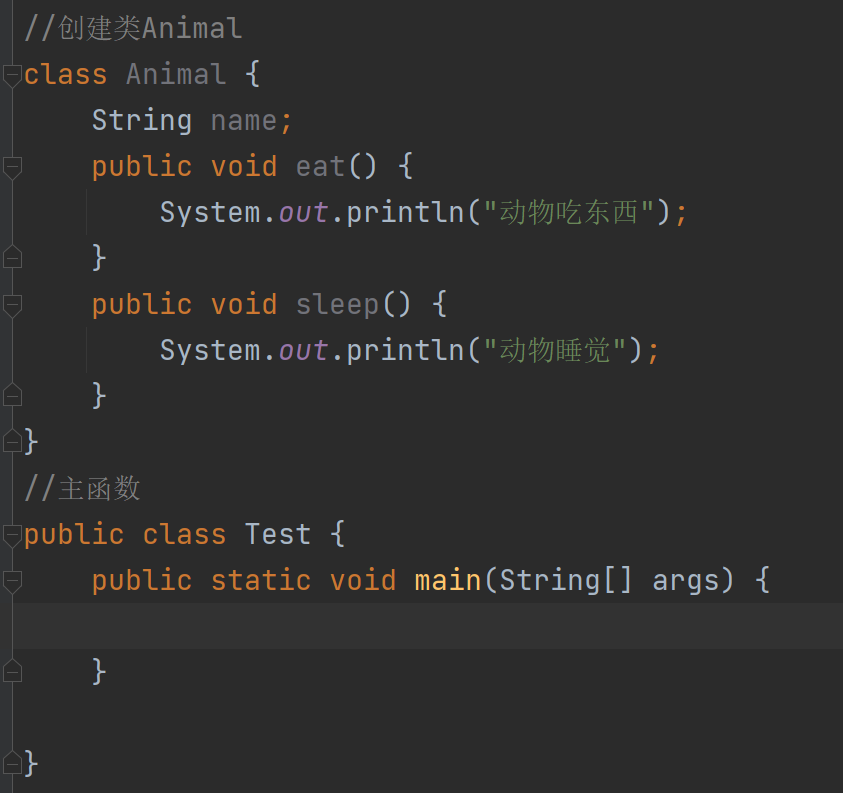 //创建类Animal
class Animal {
    String name;
    public void eat() {
        System.out.println("动物吃东西");
    }
    public void sleep() {
        System.out.println("动物睡觉");
    }
}
//主函数
public class Test {
    public static void main(String[] args) {
    }
}